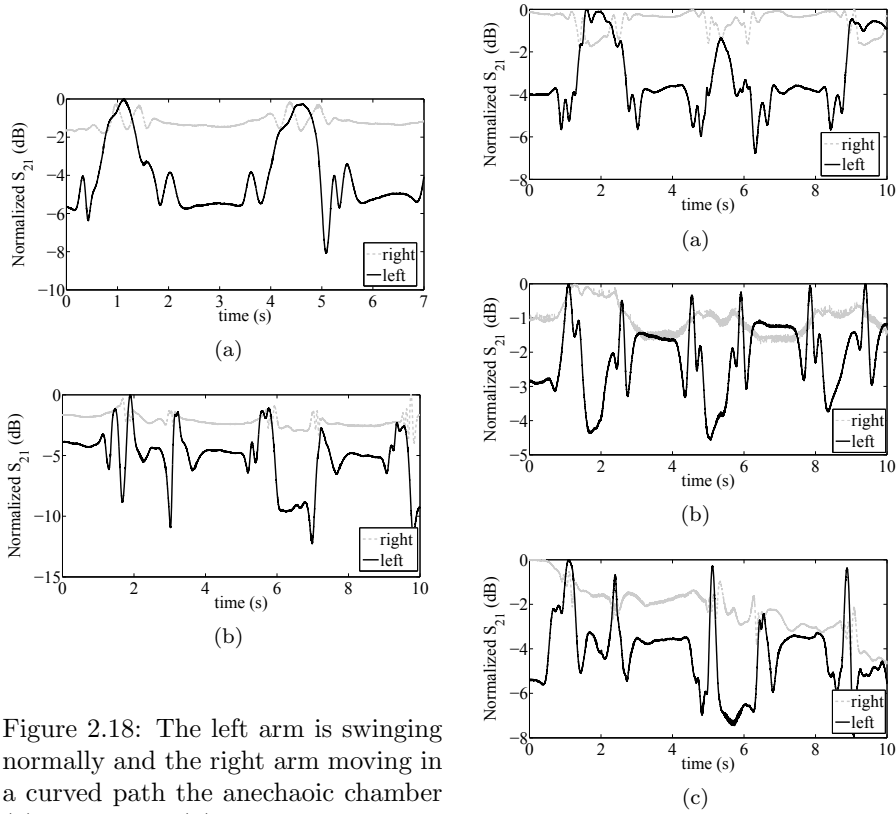 0
−2
−4
−6
−8
−10
0 1 2 3 4 5 6 7
Normalized S21 (dB)
time (s)
right
left
(a)
0
−5
−10
−15
0 2 4 6 8 10
Normalized S21 (dB)
time (s)
right
left
(b)
Figure 2.18: The left arm is swinging
normally and the right arm moving in
a curved path the anechaoic chamber
0
−2
−4
−6
−8
0 2 4 6 8 10
Normalized S21 (dB)
time (s)
right
left
(a)
0
−1
−2
−3
−4
−5
0 2 4 6 8 10
Normalized S21 (dB)
time (s)
right
left
(b)
0
−2
−4
−6
−8
0 2 4 6 8 10
Normalized S21 (dB)
time (s)
right
left
(c)